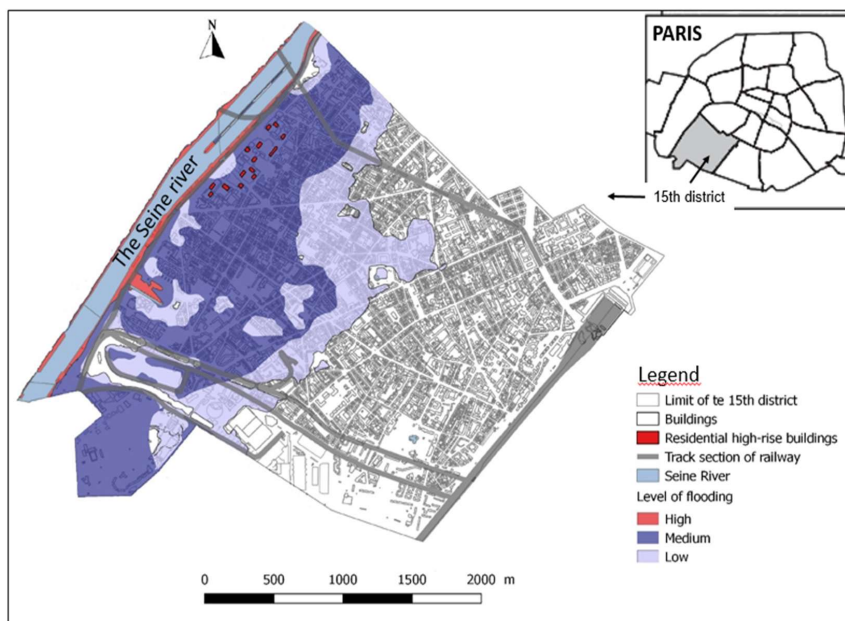 N
PARIS
15th district
The Seine river
Legend
Limit of te 15th district
Buildings
Residential high-rise buildings
Track section of railway
Seine River
Level of flooding
High
Medium
Low
0 500 1000 1500 2000 m